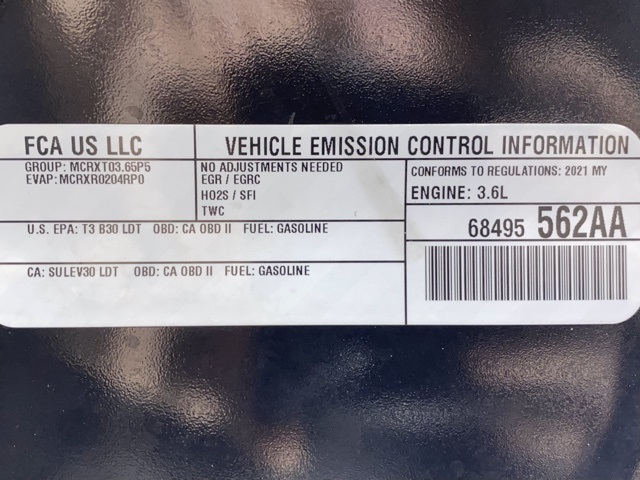 FCA US LLC
VEHICLE EMISSION CONTROL INFORMATION
GROUP: MCRXT03.65P5
EVAP: MCRXR0204RP0
NO ADJUSTMENTS NEEDED
EGR / EGRC
HO2S / SFI
TWC
CONFORMS TO REGULATIONS: 2021 MY
ENGINE: 3.6L
U.S. EPA: T3 B30 LDT OBD: CA OBD II FUEL: GASOLINE
68495 562AA
CA: SULEV30 LDT OBD: CA OBD II FUEL: GASOLINE